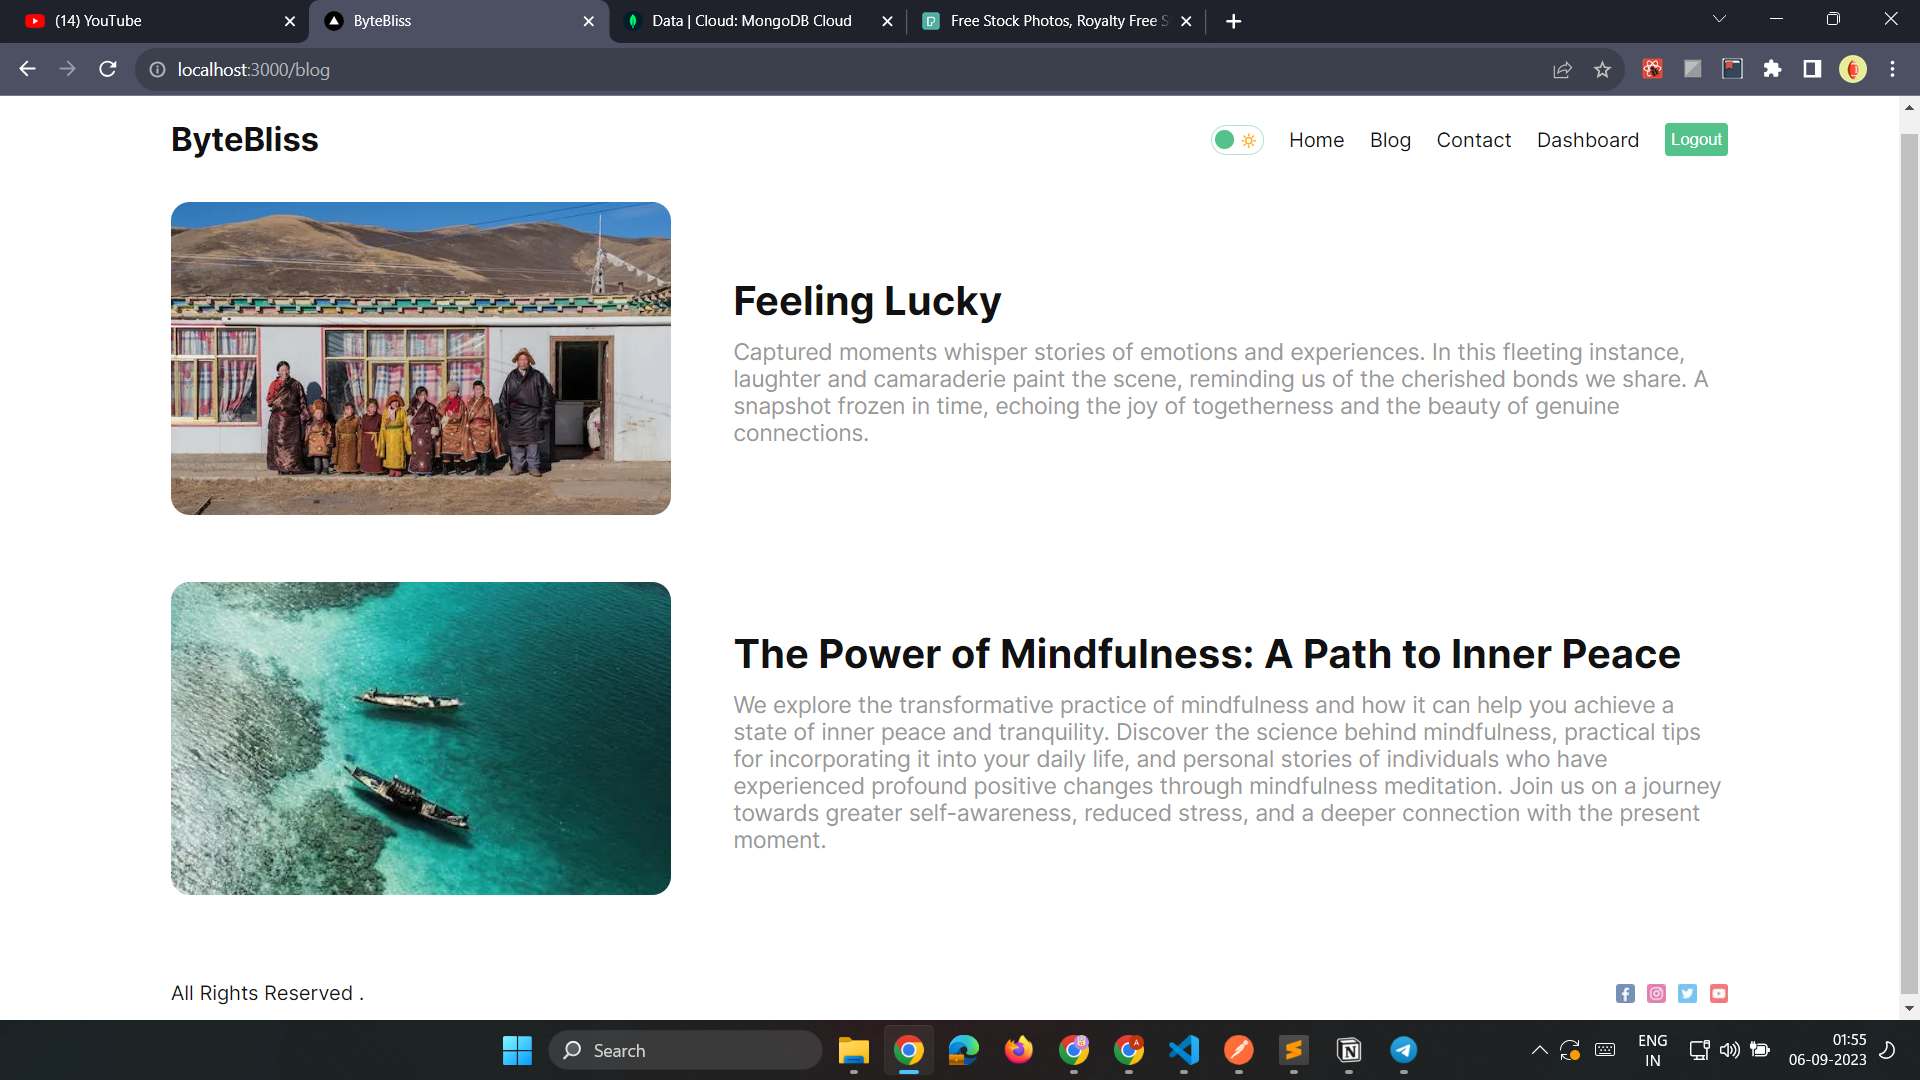 (14) YouTube
ByteBliss
Data | Cloud: MongoDB Cloud
Free Stock Photos, Royalty Free S
localhost:3000/blog
ByteBliss
Home
Blog
Contact
Dashboard
Logout
Feeling Lucky
Captured moments whisper stories of emotions and experiences. In this fleeting instance,
laughter and camaraderie paint the scene, reminding us of the cherished bonds we share. A
snapshot frozen in time, echoing the joy of togetherness and the beauty of genuine
connections.
The Power of Mindfulness: A Path to Inner Peace
We explore the transformative practice of mindfulness and how it can help you achieve a
state of inner peace and tranquility. Discover the science behind mindfulness, practical tips
for incorporating it into your daily life, and personal stories of individuals who have
experienced profound positive changes through mindfulness meditation. Join us on a journey
towards greater self-awareness, reduced stress, and a deeper connection with the present
moment.
All Rights Reserved .
Search
ENG
IN
01:55
06-09-2023